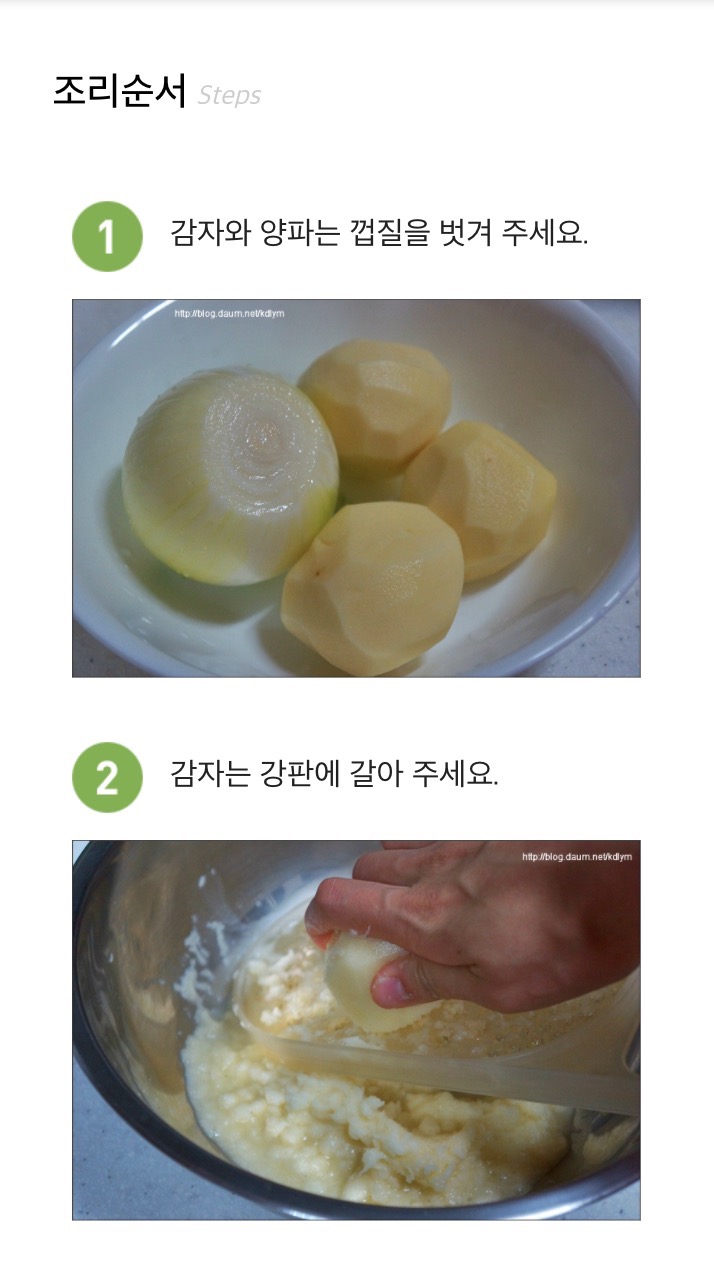 조리순서 Steps
1 감자와 양파는 껍질을 벗겨 주세요.
http://blog.daum.net/kdlym
2 감자는 강판에 갈아 주세요.
http://blog.daum.net/kdlym